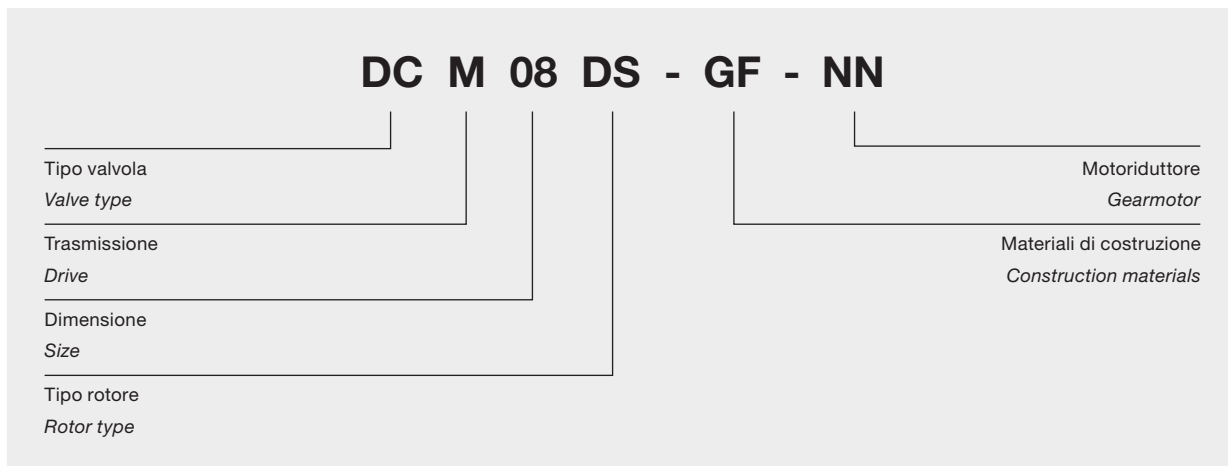 DC M 08 DS - GF - NN
Tipo valvola
Valve type
Trasmissione
Drive
Dimensione
Size
Tipo rotore
Rotor type
Motoriduttore
Gearmotor
Materiali di costruzione
Construction materials